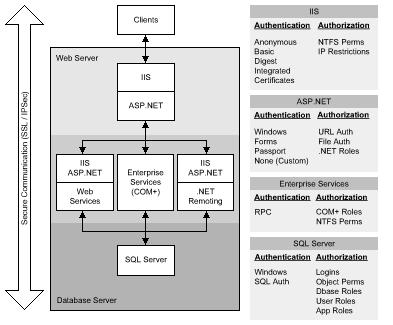 Secure Communication (SSL / IPSec)
Clients
Web Server
IIS
ASP.NET
IIS
ASP.NET
Web
Services
Enterprise
Services
(COM+)
IIS
ASP.NET
.NET
Remoting
SQL Server
Database Server
IIS
Authentication Authorization
Anonymous NTFS Perms
Basic IP Restrictions
Digest
Integrated
Certificates
ASP.NET
Authentication Authorization
Windows URL Auth
Forms File Auth
Passport .NET Roles
None (Custom)
Enterprise Services
Authentication Authorization
RPC COM+ Roles
NTFS Perms
SQL Server
Authentication Authorization
Windows Logins
SQL Auth Object Perms
Dbase Roles
User Roles
App Roles